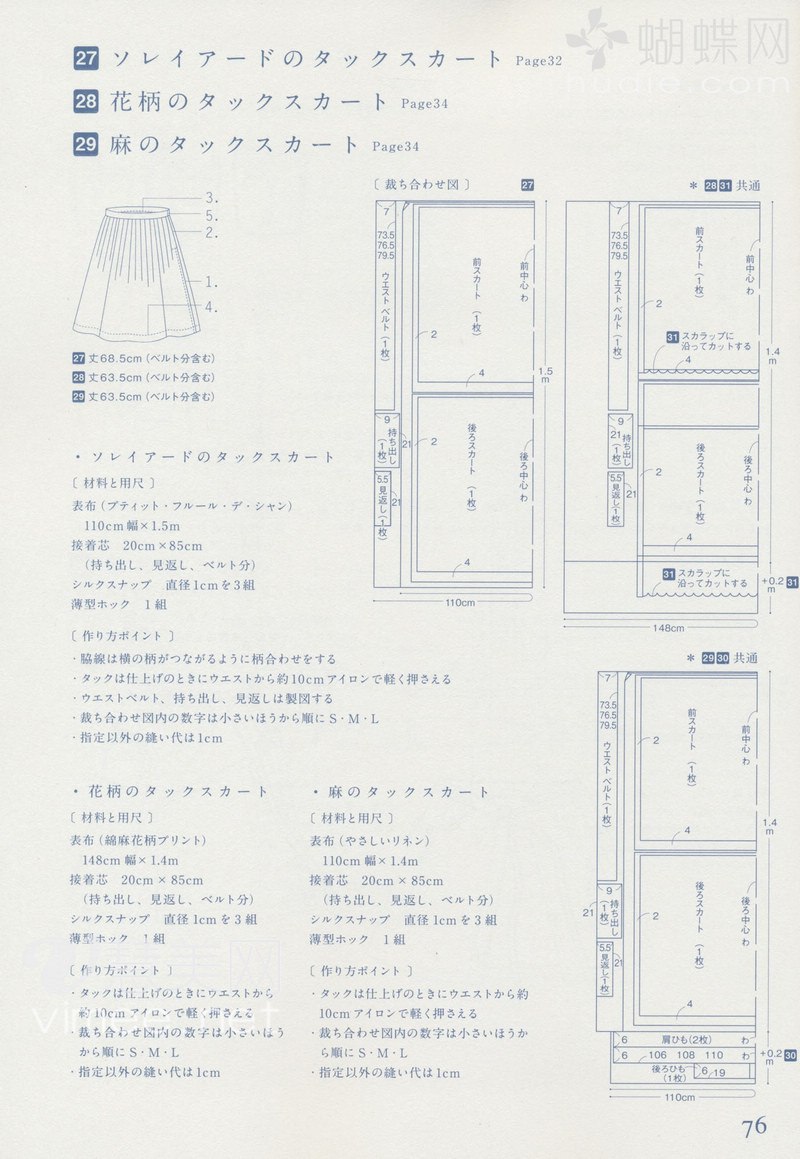 27 ソレイアードのタックスカート Page32
28 花柄のタックスカート Page34
29 麻のタックスカート Page34
蝴蝶网
3.
5.
2.
1.
4.
27 丈68.5cm（ベルト分含む）
28 丈63.5cm（ベルト分含む）
29 丈63.5cm（ベルト分含む）
〔 裁ち合わせ図 〕 27
7
73.5
76.5
79.5
ウエストベルト（1枚）
前スカート（1枚）
前中心わ
2
4
1.5
m
9
持ち出し（1枚）
21
5.5
見返し（1枚）
21
後ろスカート（1枚）
後ろ中心わ
2
4
110cm
＊ 28 31 共通
7
73.5
76.5
79.5
ウエストベルト（1枚）
前スカート（1枚）
前中心わ
2
31 スカラップに
沿ってカットする
4
1.4
m
9
21
持ち出し（1枚）
5.5
見返し（1枚）
21
後ろスカート（1枚）
後ろ中心わ
2
4
31 スカラップに
沿ってカットする
+0.2
m
31
148cm
・ソレイアードのタックスカート
〔 材料と用尺 〕
表布（プティット・フルール・デ・シャン）
110cm幅×1.5m
接着芯　20cm×85cm
（持ち出し、見返し、ベルト分）
シルクスナップ　直径1cmを3組
薄型ホック　1組
〔 作り方ポイント 〕
・脇線は横の柄がつながるように柄合わせをする
・タックは仕上げのときにウエストから約10cmアイロンで軽く押さえる
・ウエストベルト、持ち出し、見返しは製図する
・裁ち合わせ図内の数字は小さいほうから順にS・M・L
・指定以外の縫い代は1cm
＊ 29 30 共通
7
73.5
76.5
79.5
ウエストベルト（1枚）
前スカート（1枚）
前中心わ
2
4
1.4
m
9
持ち出し（1枚）
21
5.5
見返し（1枚）
21
後ろスカート（1枚）
後ろ中心わ
2
4
6 肩ひも（2枚） わ
6 106 108 110 わ
後ろひも（1枚） 6 19
+0.2
m
30
110cm
・花柄のタックスカート
〔 材料と用尺 〕
表布（綿麻花柄プリント）
148cm幅×1.4m
接着芯　20cm×85cm
（持ち出し、見返し、ベルト分）
シルクスナップ　直径1cmを3組
薄型ホック　1組
〔 作り方ポイント 〕
・タックは仕上げのときにウエストから
約10cmアイロンで軽く押さえる
・裁ち合わせ図内の数字は小さいほう
から順にS・M・L
・指定以外の縫い代は1cm
・麻のタックスカート
〔 材料と用尺 〕
表布（やさしいリネン）
110cm幅×1.4m
接着芯　20cm×85cm
（持ち出し、見返し、ベルト分）
シルクスナップ　直径1cmを3組
薄型ホック　1組
〔 作り方ポイント 〕
・タックは仕上げのときにウエストから約
10cmアイロンで軽く押さえる
・裁ち合わせ図内の数字は小さいほうか
ら順にS・M・L
・指定以外の縫い代は1cm
76